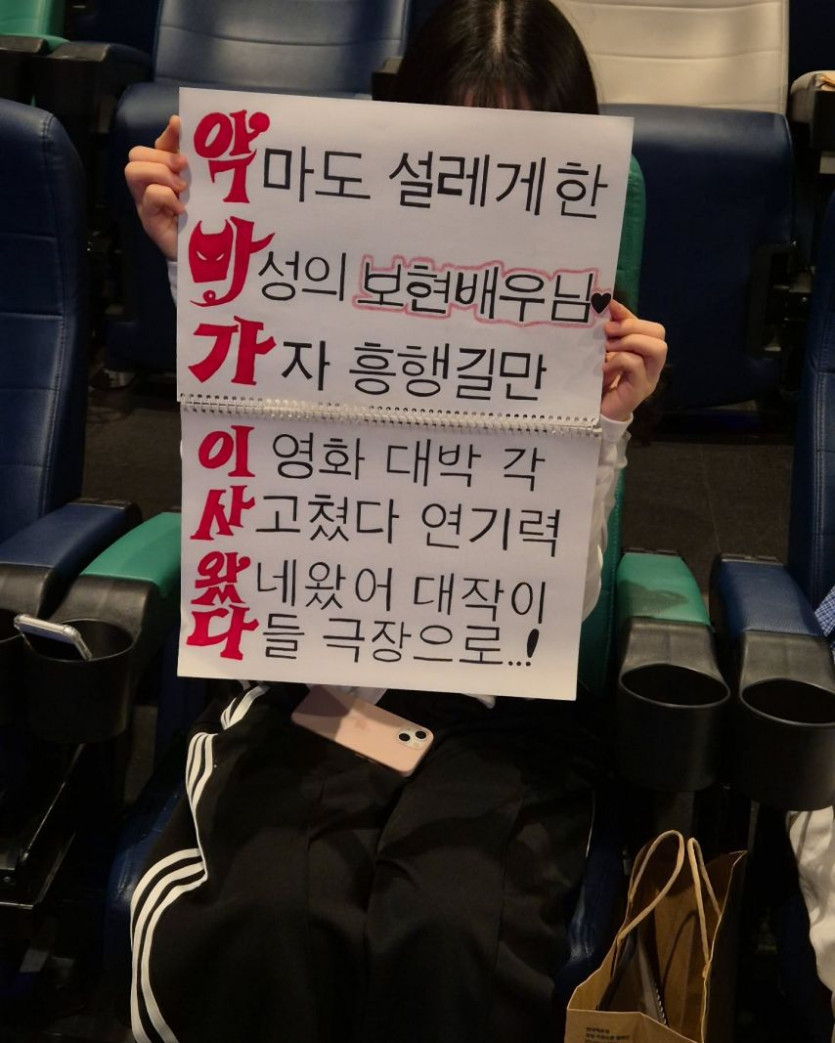 악마도 설레게한
마성의 보현배우님♥
가자 흥행길만
이 영화 대박 각
사고쳤다 연기력
왔네왔어 대작이
다들 극장으로...!